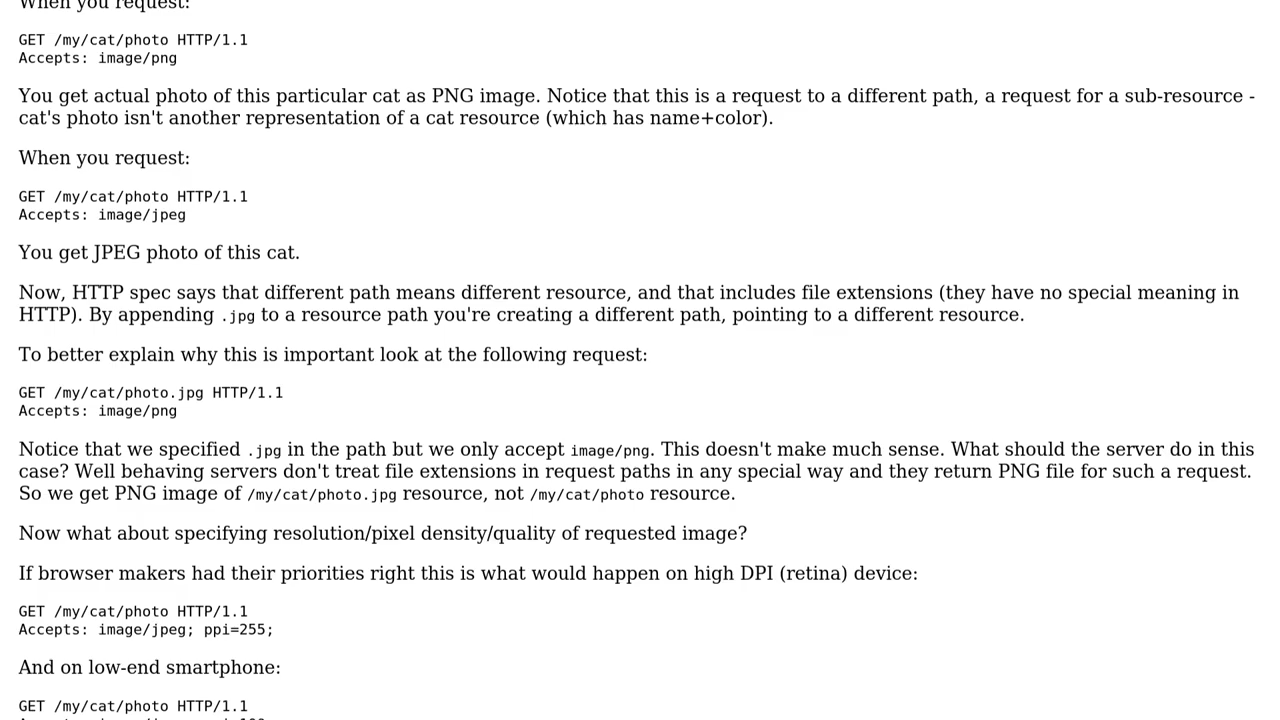 When you request:
GET /my/cat/photo HTTP/1.1
Accepts: image/png
You get actual photo of this particular cat as PNG image. Notice that this is a request to a different path, a request for a sub-resource -
cat's photo isn't another representation of a cat resource (which has name+color).
When you request:
GET /my/cat/photo HTTP/1.1
Accepts: image/jpeg
You get JPEG photo of this cat.
Now, HTTP spec says that different path means different resource, and that includes file extensions (they have no special meaning in
HTTP). By appending .jpg to a resource path you're creating a different path, pointing to a different resource.
To better explain why this is important look at the following request:
GET /my/cat/photo.jpg HTTP/1.1
Accepts: image/png
Notice that we specified .jpg in the path but we only accept image/png. This doesn't make much sense. What should the server do in this
case? Well behaving servers don't treat file extensions in request paths in any special way and they return PNG file for such a request.
So we get PNG image of /my/cat/photo.jpg resource, not /my/cat/photo resource.
Now what about specifying resolution/pixel density/quality of requested image?
If browser makers had their priorities right this is what would happen on high DPI (retina) device:
GET /my/cat/photo HTTP/1.1
Accepts: image/jpeg; ppi=255;
And on low-end smartphone:
GET /my/cat/photo HTTP/1.1